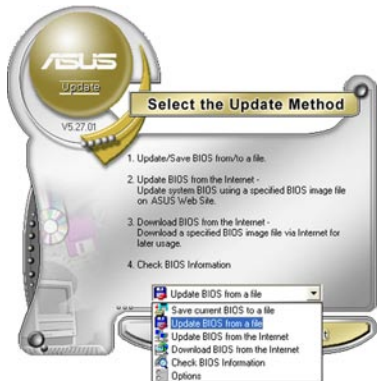 ASUS
Update
V5.27.01
Select the Update Method
1. Update/Save BIOS from/to a file.
2. Update BIOS from the Internet -
Update system BIOS using a specified BIOS image file
on ASUS Web Site.
3. Download BIOS from the Internet -
Download a specified BIOS image file via Internet for
later usage.
4. Check BIOS Information
Update BIOS from a file
Save current BIOS to a file
Update BIOS from a file
Update BIOS from the Internet
Download BIOS from the Internet
Check BIOS Information
Options